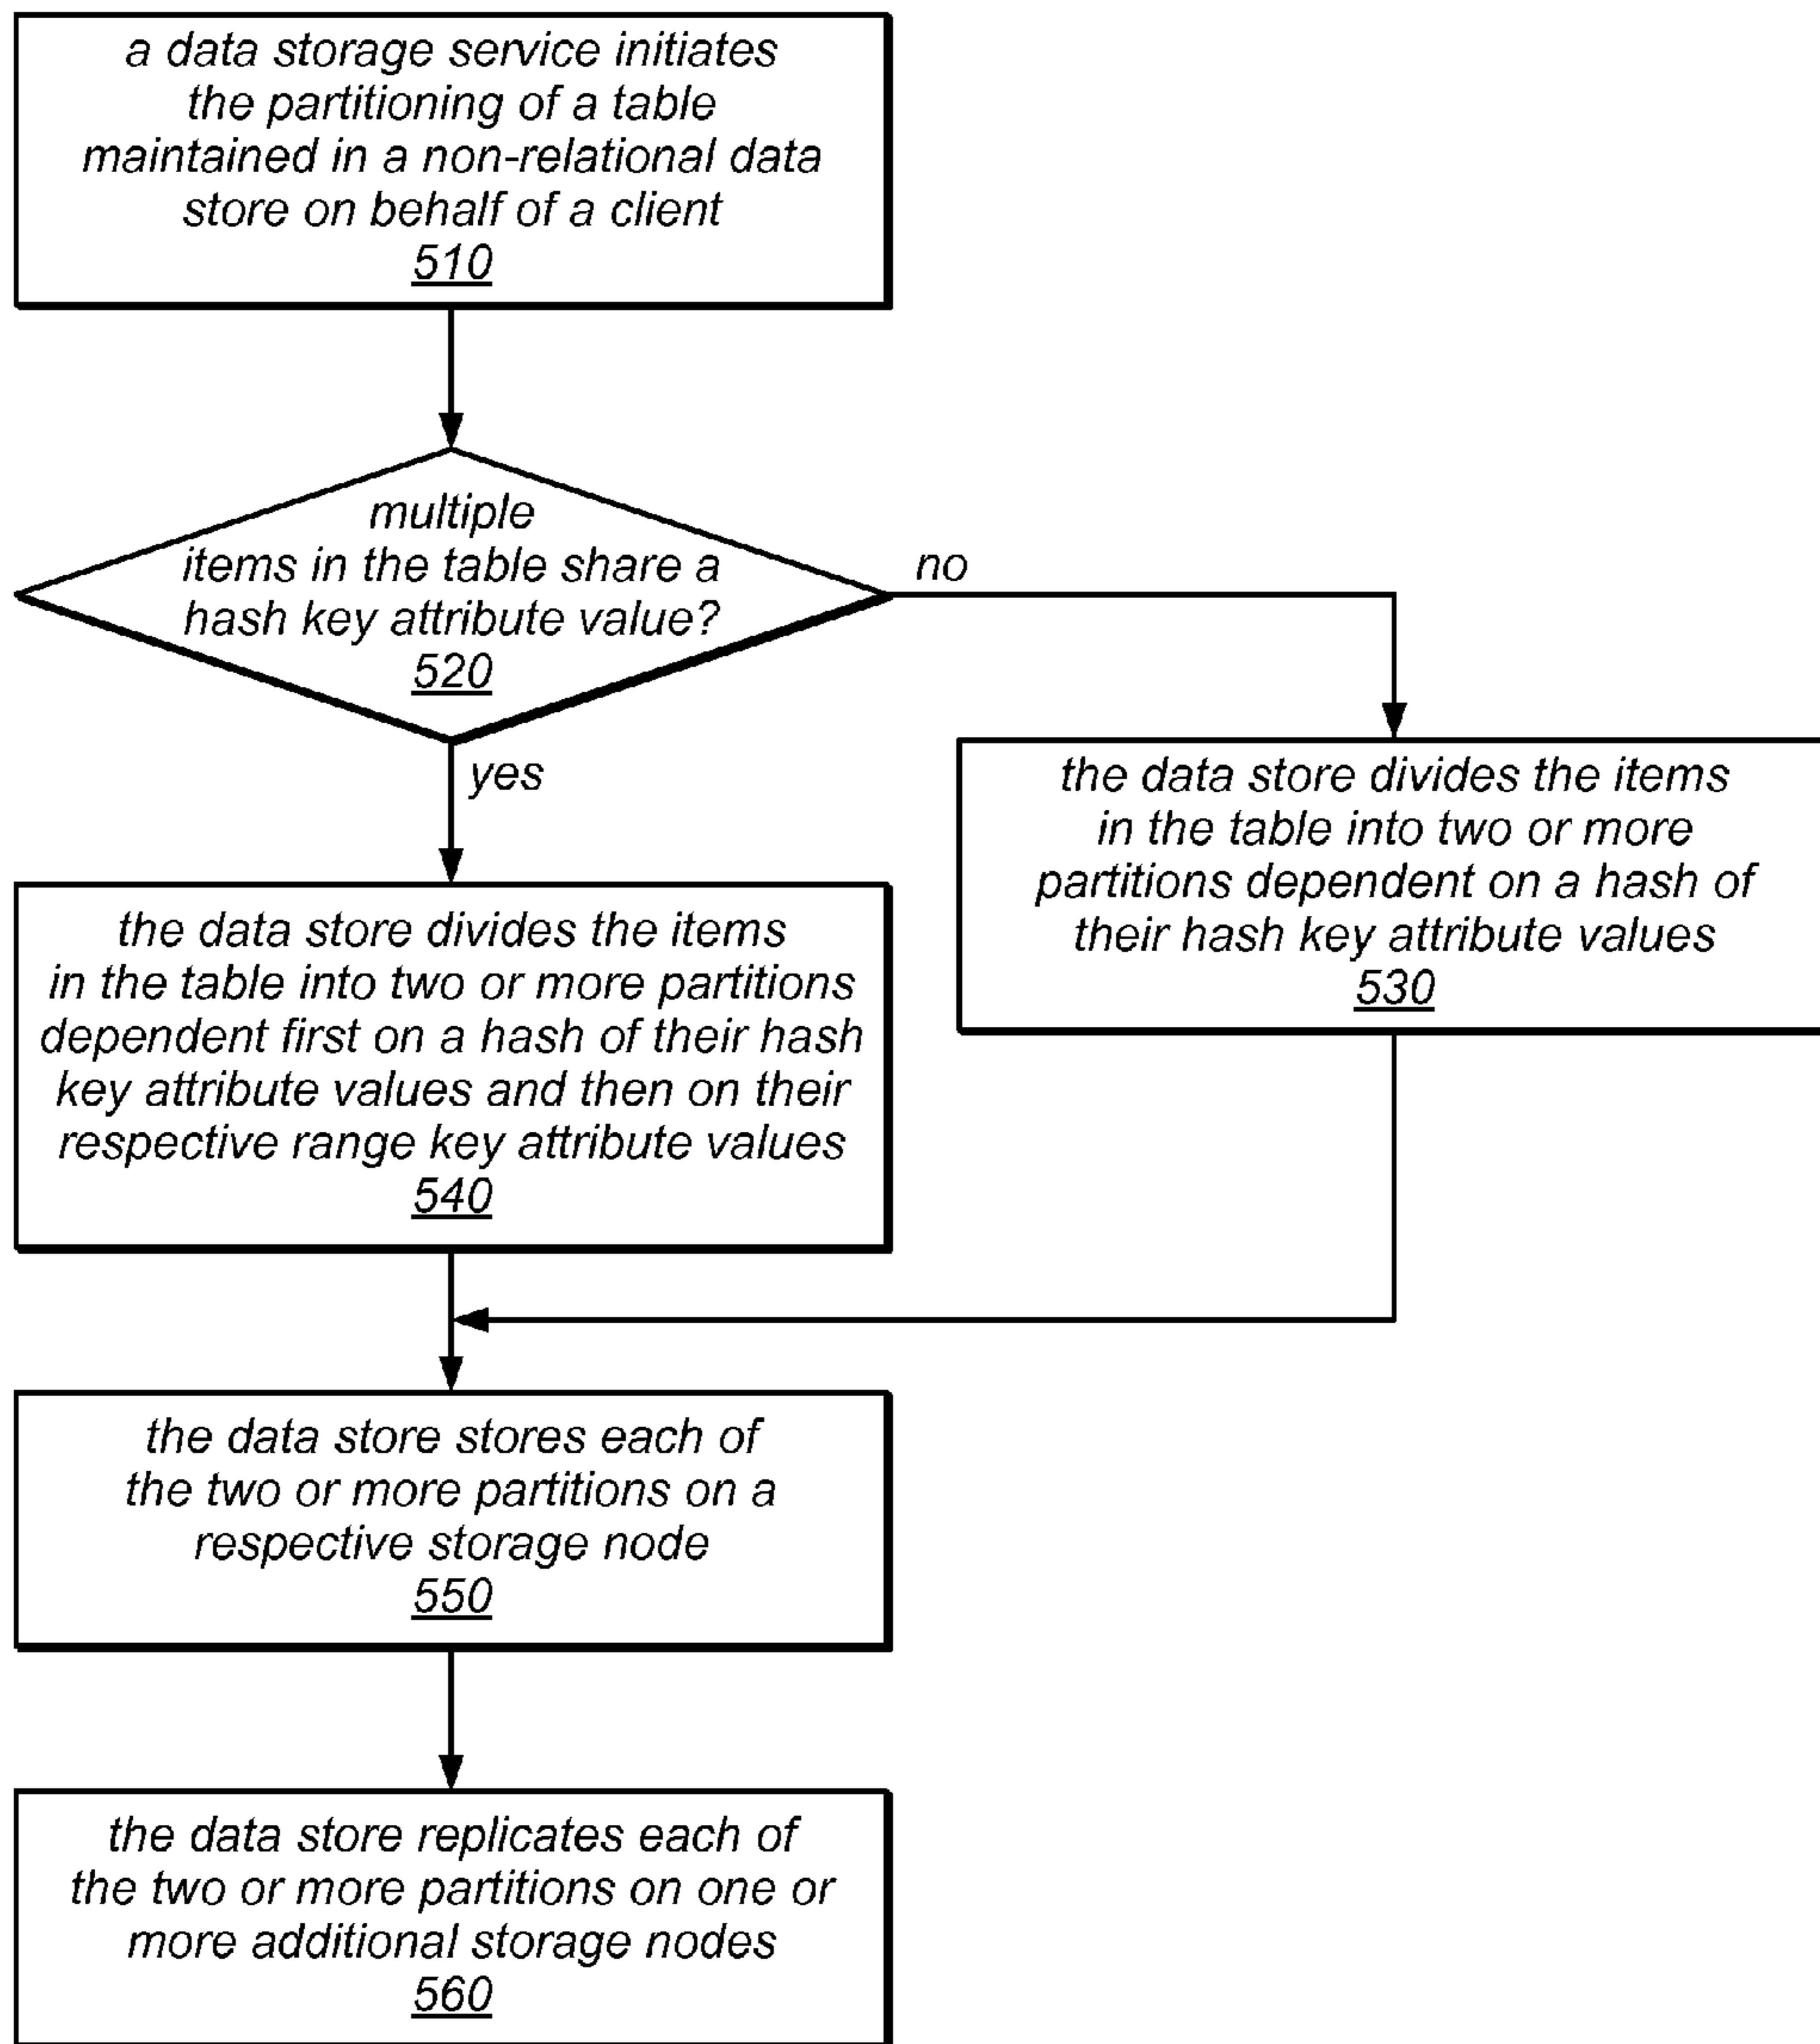 a data storage service initiates
the partitioning of a table
maintained in a non-relational data
store on behalf of a client
510
multiple
items in the table share a
hash key attribute value?
520
no
yes
the data store divides the items
in the table into two or more
partitions dependent on a hash of
their hash key attribute values
530
the data store divides the items
in the table into two or more partitions
dependent first on a hash of their hash
key attribute values and then on their
respective range key attribute values
540
the data store stores each of
the two or more partitions on a
respective storage node
550
the data store replicates each of
the two or more partitions on one or
more additional storage nodes
560